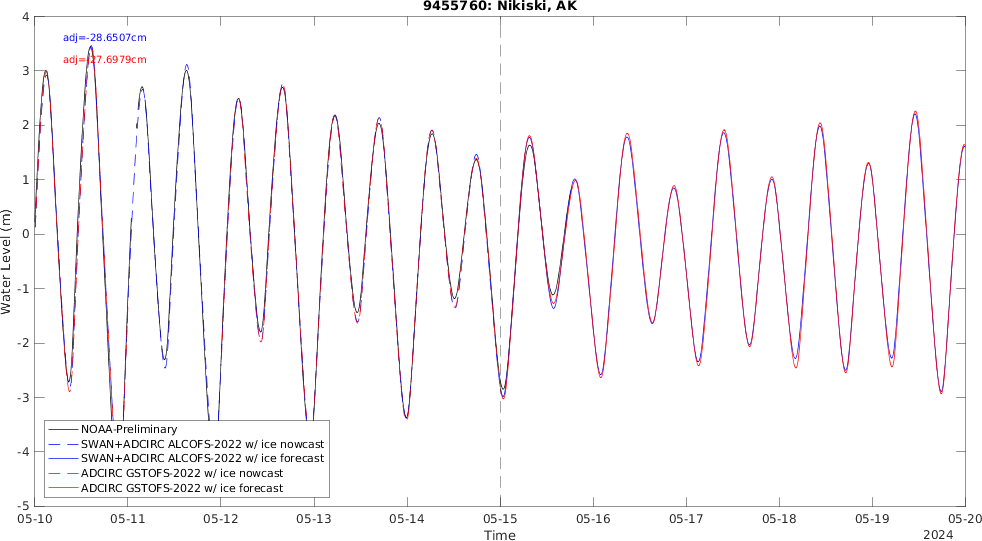 9455760: Nikiski, AK
adj=-28.6507cm
adj=-27.6979cm
Water Level (m)
4
3
2
1
0
-1
-2
-3
-4
-5
NOAA-Preliminary
SWAN+ADCIRC ALCOFS-2022 w/ ice nowcast
SWAN+ADCIRC ALCOFS-2022 w/ ice forecast
ADCIRC GSTOFS-2022 w/ ice nowcast
ADCIRC GSTOFS-2022 w/ ice forecast
05-10 05-11 05-12 05-13 05-14 05-15 05-16 05-17 05-18 05-19 05-20
Time
2024